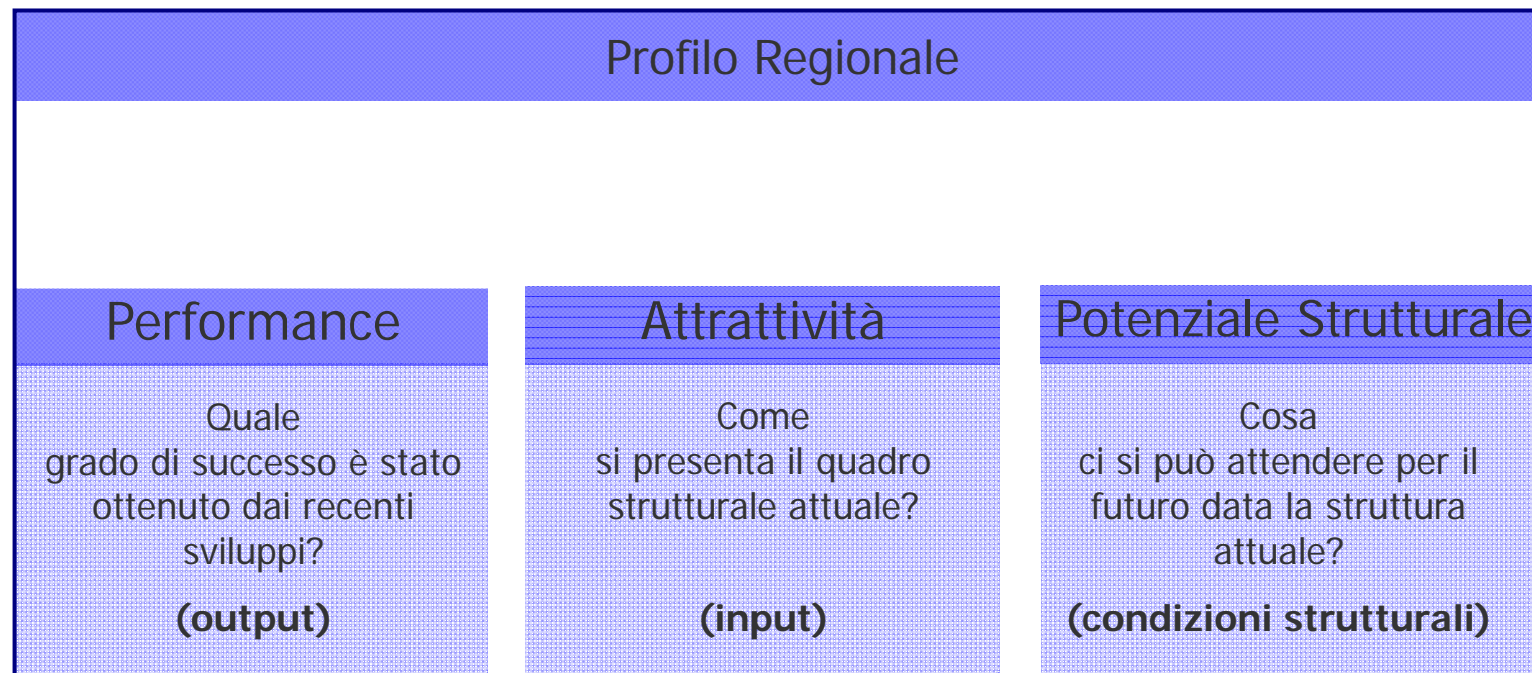 Profilo Regionale
Performance
Quale
grado di successo è stato
ottenuto dai recenti
sviluppi?
(output)
Attrattività
Come
si presenta il quadro
strutturale attuale?
(input)
Potenziale Strutturale
Cosa
ci si può attendere per il
futuro data la struttura
attuale?
(condizioni strutturali)